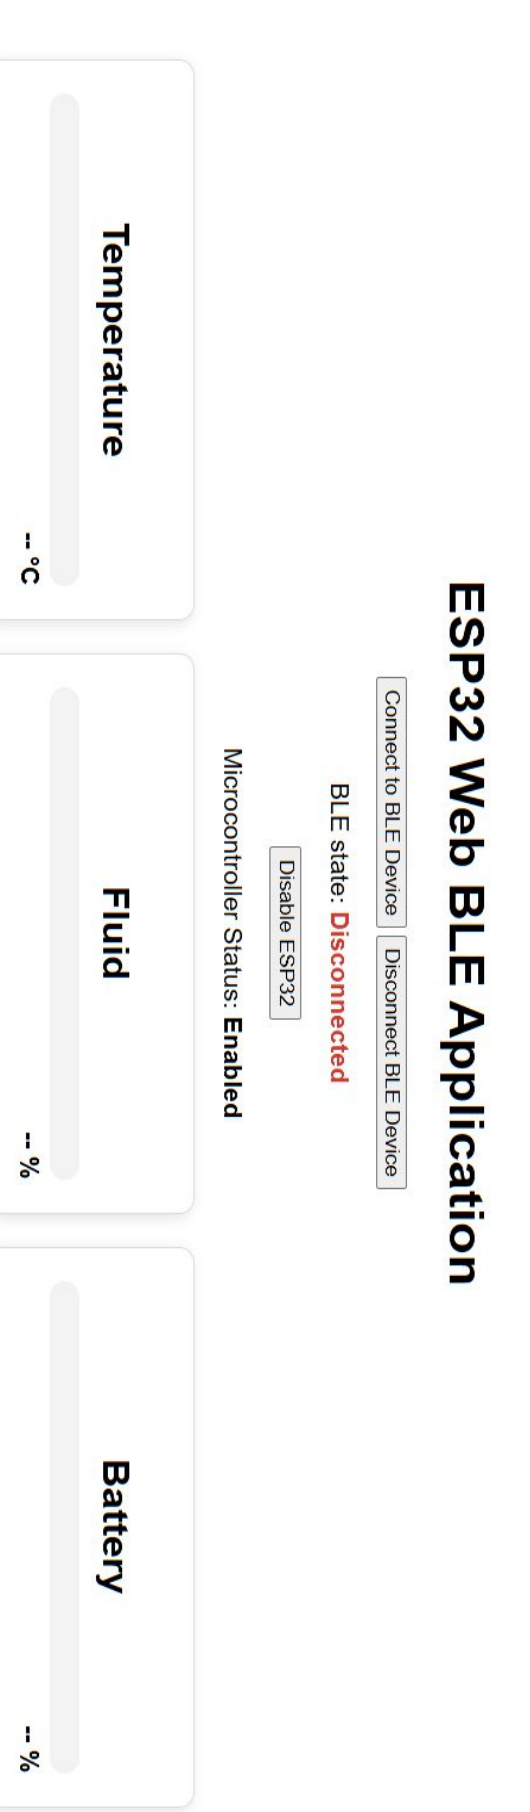 ESP32 Web BLE Application
Connect to BLE Device Disconnect BLE Device
BLE state: Disconnected
Disable ESP32
Microcontroller Status: Enabled
Temperature
-- °C
Fluid
-- %
Battery
-- %